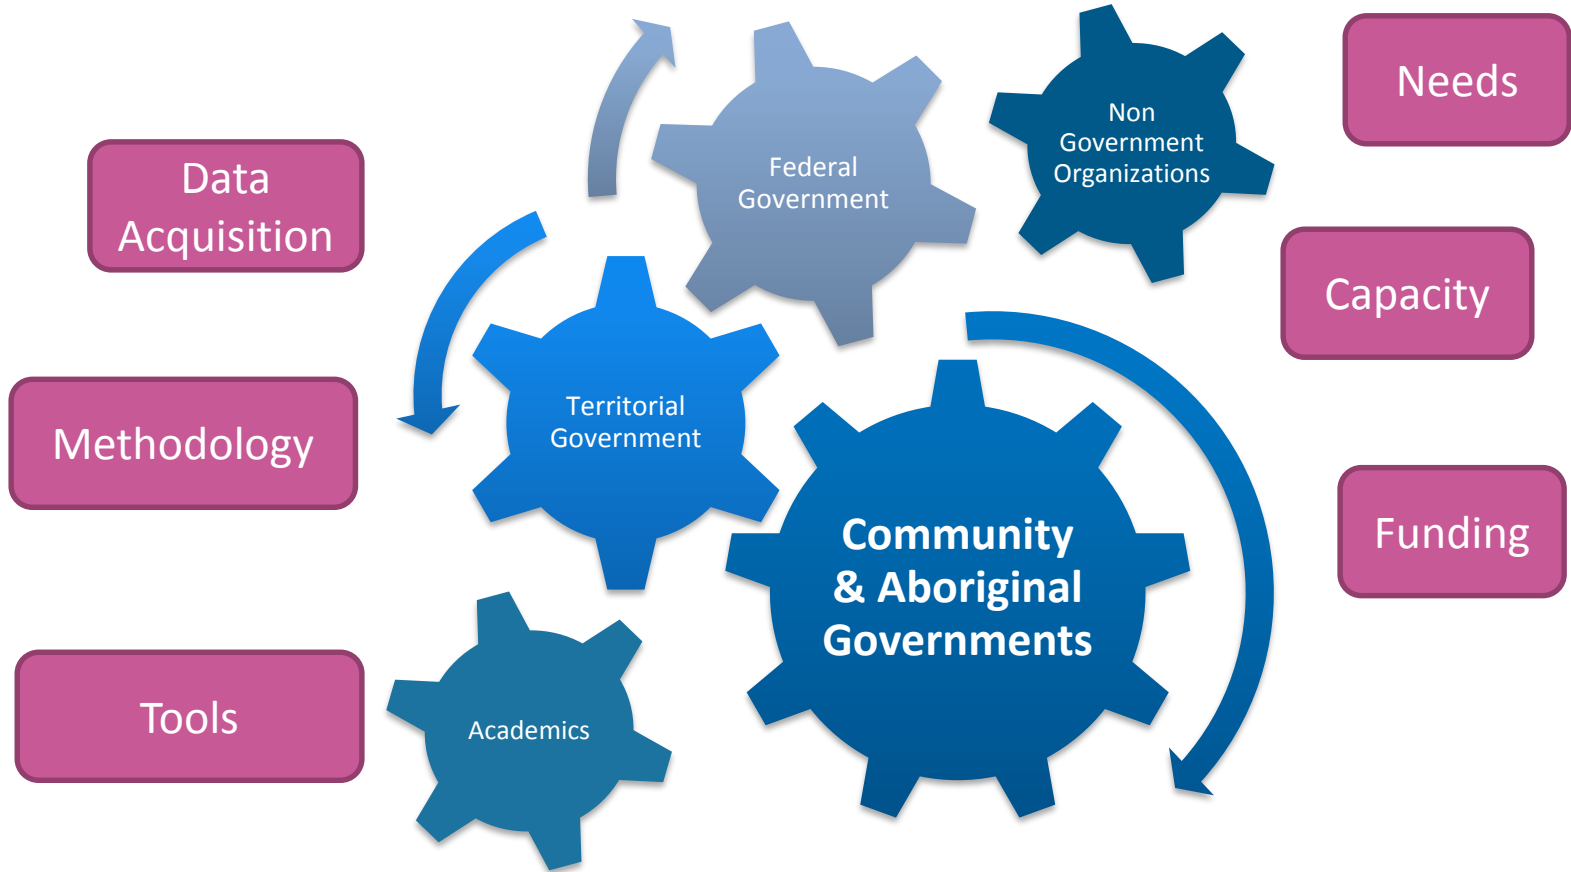 Needs
Non
Government
Organizations
Federal
Government
Data
Acquisition
Capacity
Territorial
Government
Methodology
Community
& Aboriginal
Governments
Funding
Tools
Academics